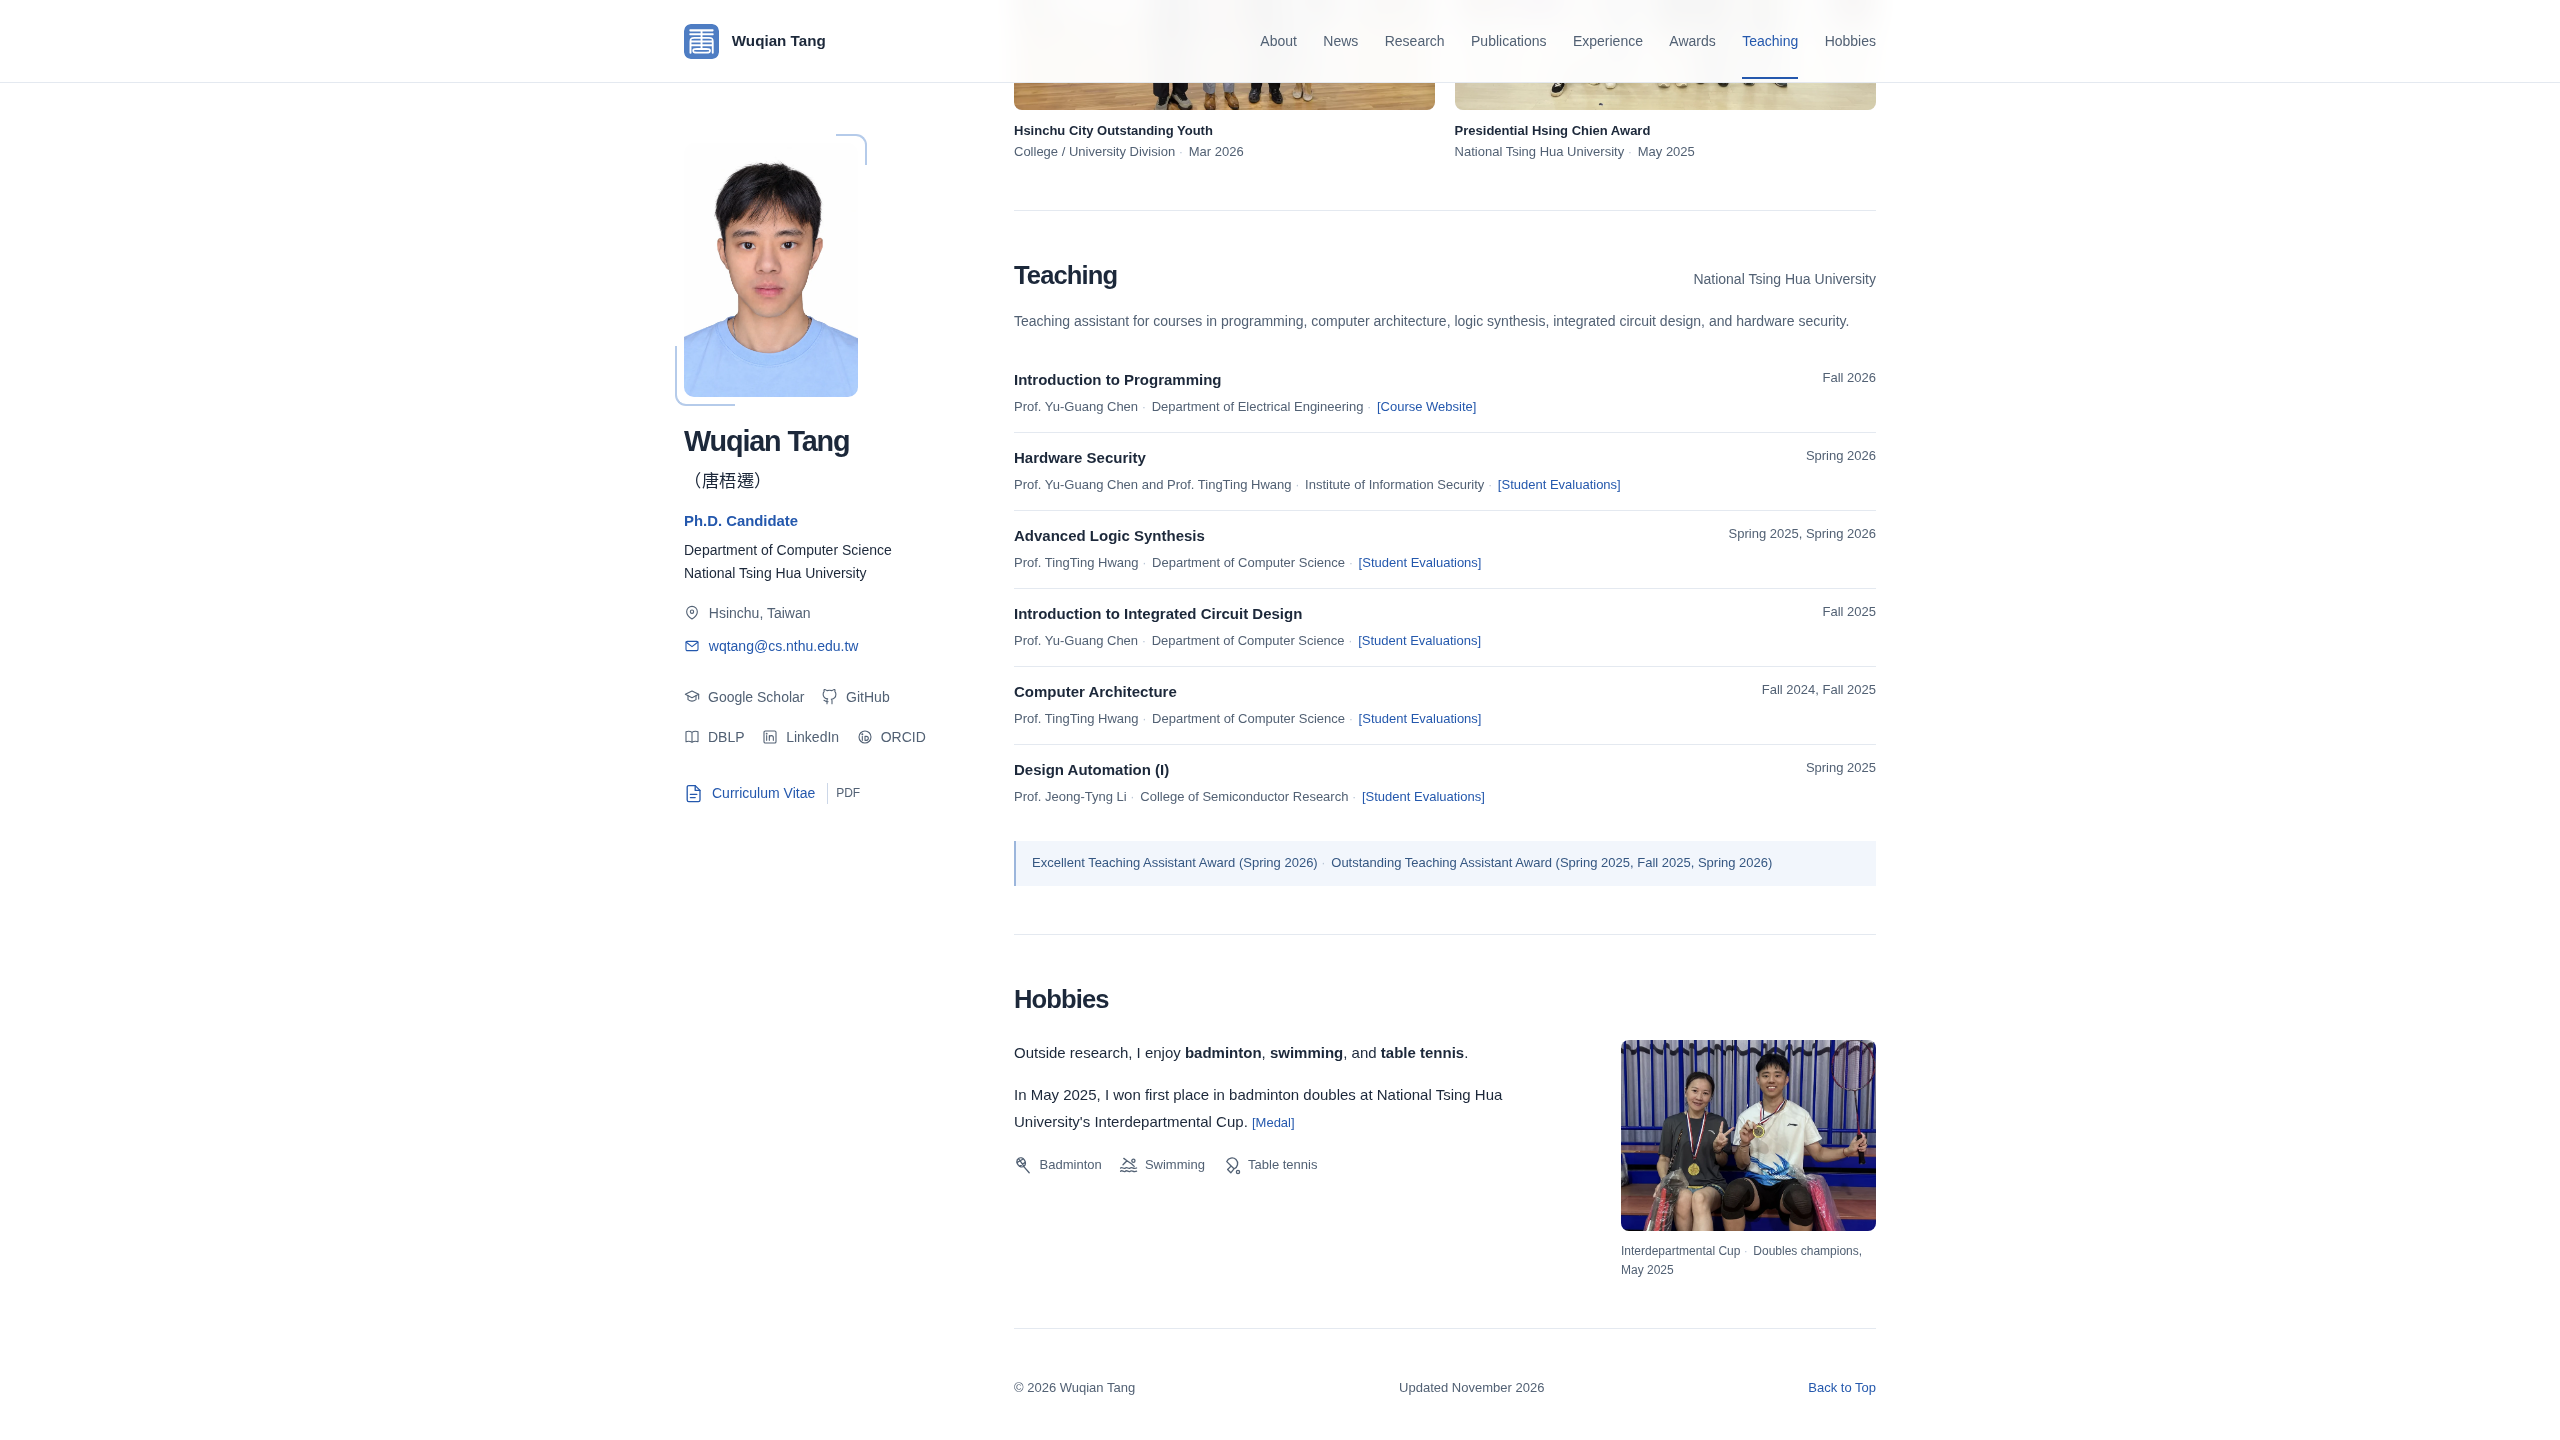 Wuqian Tang
About News Research Publications Experience Awards Teaching Hobbies
Wuqian Tang
（唐梧遷）
Ph.D. Candidate
Department of Computer Science
National Tsing Hua University
Hsinchu, Taiwan
wqtang@cs.nthu.edu.tw
Google Scholar GitHub
DBLP LinkedIn ORCID
Curriculum Vitae PDF
Hsinchu City Outstanding Youth
College / University Division · Mar 2026
Presidential Hsing Chien Award
National Tsing Hua University · May 2025
Teaching
National Tsing Hua University
Teaching assistant for courses in programming, computer architecture, logic synthesis, integrated circuit design, and hardware security.
Introduction to Programming Fall 2026
Prof. Yu-Guang Chen · Department of Electrical Engineering · [Course Website]
Hardware Security Spring 2026
Prof. Yu-Guang Chen and Prof. TingTing Hwang · Institute of Information Security · [Student Evaluations]
Advanced Logic Synthesis Spring 2025, Spring 2026
Prof. TingTing Hwang · Department of Computer Science · [Student Evaluations]
Introduction to Integrated Circuit Design Fall 2025
Prof. Yu-Guang Chen · Department of Computer Science · [Student Evaluations]
Computer Architecture Fall 2024, Fall 2025
Prof. TingTing Hwang · Department of Computer Science · [Student Evaluations]
Design Automation (I) Spring 2025
Prof. Jeong-Tyng Li · College of Semiconductor Research · [Student Evaluations]
Excellent Teaching Assistant Award (Spring 2026) · Outstanding Teaching Assistant Award (Spring 2025, Fall 2025, Spring 2026)
Hobbies
Outside research, I enjoy badminton, swimming, and table tennis.
In May 2025, I won first place in badminton doubles at National Tsing Hua
University's Interdepartmental Cup. [Medal]
Badminton Swimming Table tennis
Interdepartmental Cup · Doubles champions,
May 2025
© 2026 Wuqian Tang Updated November 2026 Back to Top